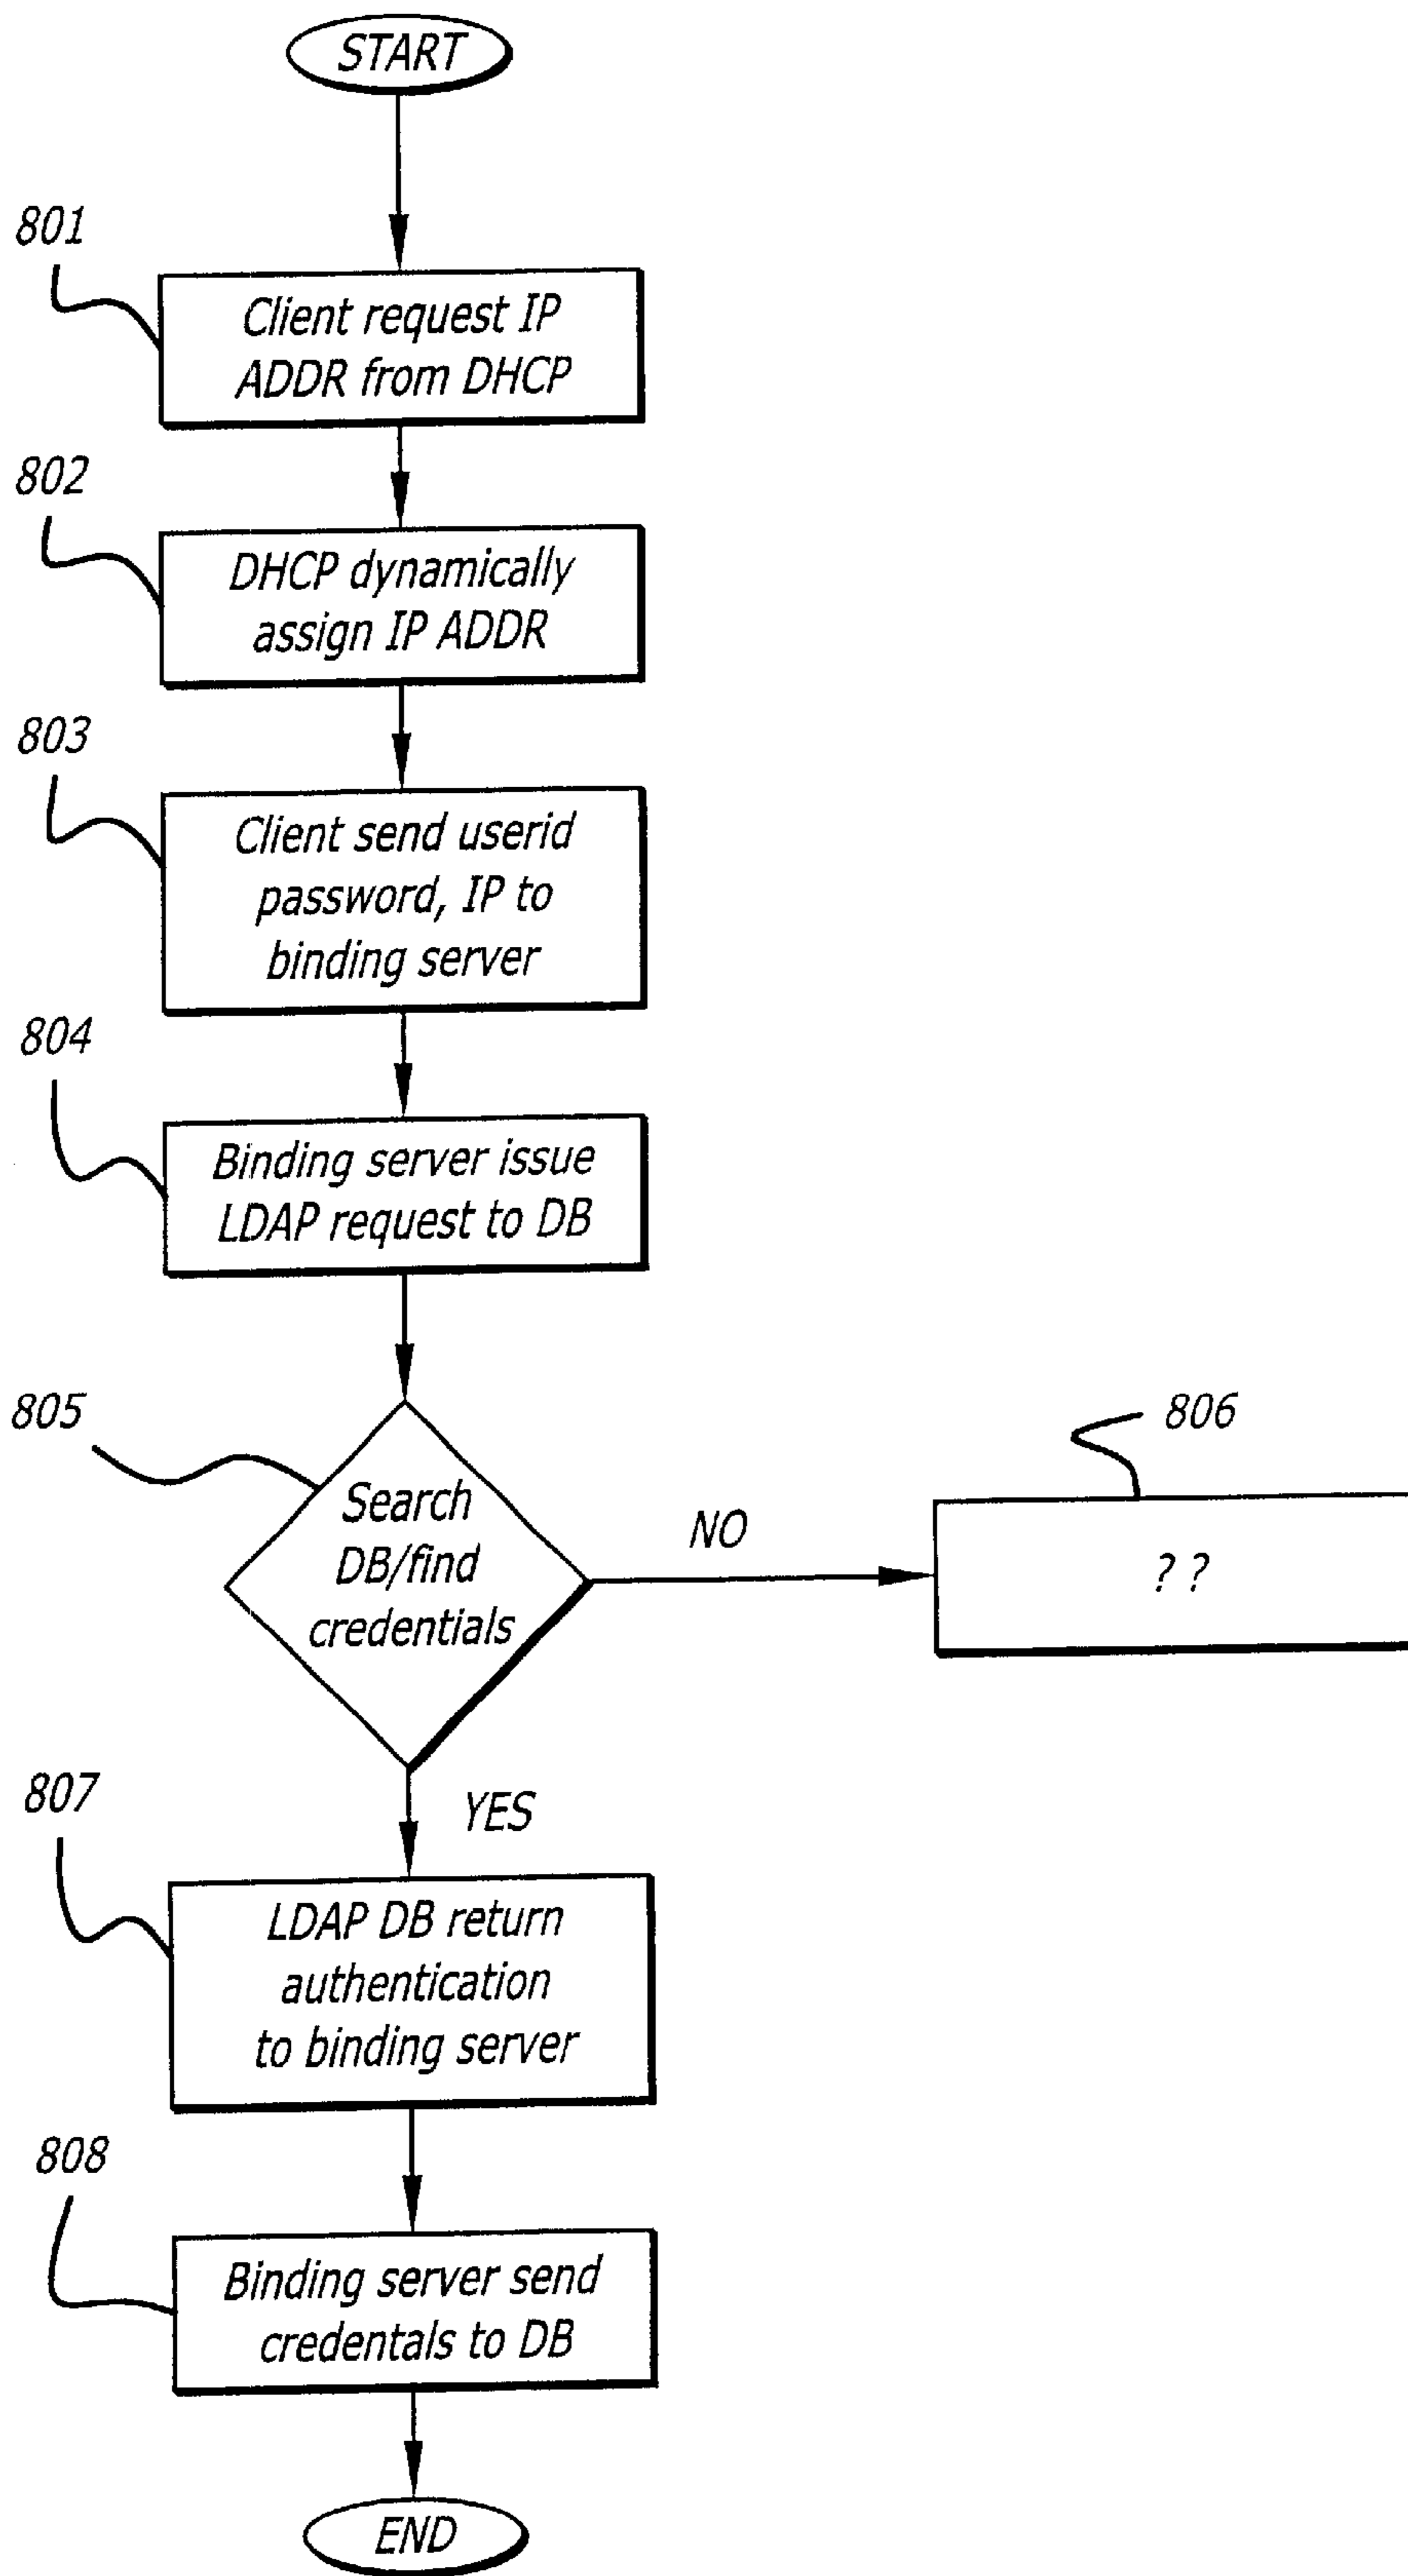 START
801
Client request IP
ADDR from DHCP
802
DHCP dynamically
assign IP ADDR
803
Client send userid
password, IP to
binding server
804
Binding server issue
LDAP request to DB
805
Search
DB/find
credentials
NO
806
? ?
YES
807
LDAP DB return
authentication
to binding server
808
Binding server send
credentals to DB
END